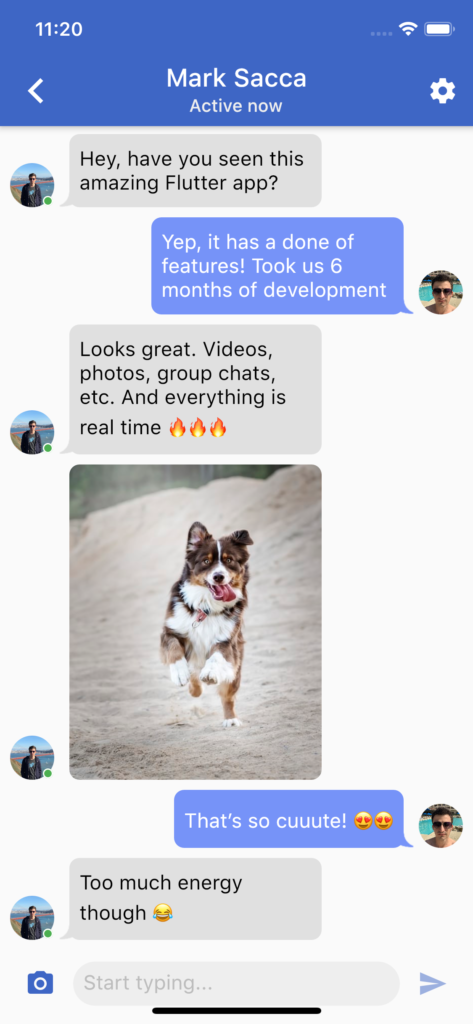 11:20
Mark Sacca
Active now
Hey, have you seen this
amazing Flutter app?
Yep, it has a done of
features! Took us 6
months of development
Looks great. Videos,
photos, group chats,
etc. And everything is
real time 🔥🔥🔥
That's so cuuute! 😍😍
Too much energy
though 😂
Start typing...